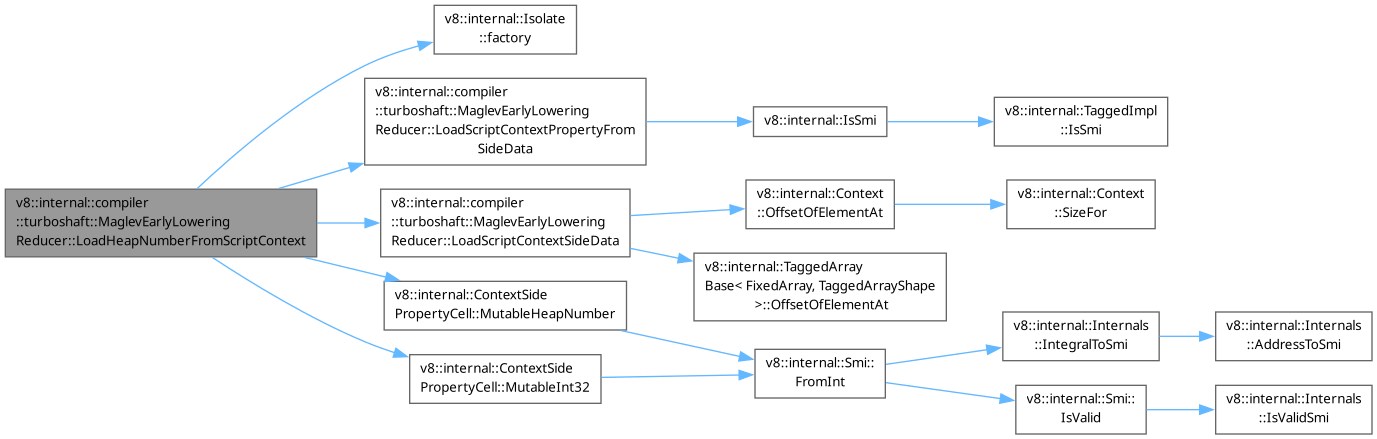 v8::internal::compiler
::turboshaft::MaglevEarlyLowering
Reducer::LoadHeapNumberFromScriptContext
v8::internal::Isolate
::factory
v8::internal::compiler
::turboshaft::MaglevEarlyLowering
Reducer::LoadScriptContextPropertyFrom
SideData
v8::internal::IsSmi
v8::internal::TaggedImpl
::IsSmi
v8::internal::compiler
::turboshaft::MaglevEarlyLowering
Reducer::LoadScriptContextSideData
v8::internal::Context
::OffsetOfElementAt
v8::internal::Context
::SizeFor
v8::internal::TaggedArray
Base< FixedArray, TaggedArrayShape
>::OffsetOfElementAt
v8::internal::ContextSide
PropertyCell::MutableHeapNumber
v8::internal::Smi::
FromInt
v8::internal::Internals
::IntegralToSmi
v8::internal::Internals
::AddressToSmi
v8::internal::Smi::
IsValid
v8::internal::Internals
::IsValidSmi
v8::internal::ContextSide
PropertyCell::MutableInt32